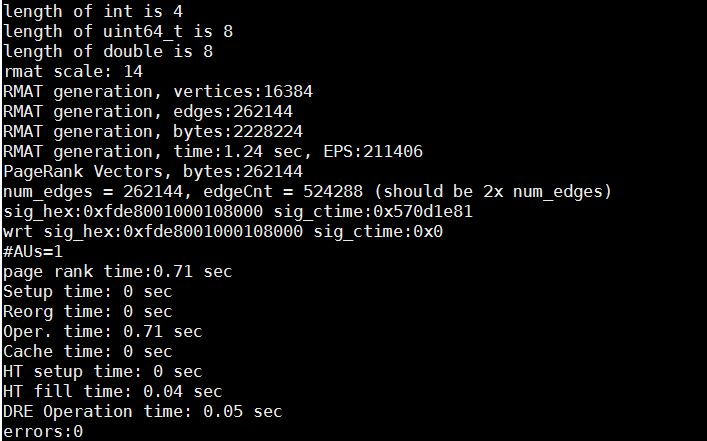 length of int is 4
length of uint64_t is 8
length of double is 8
rmat scale: 14
RMAT generation, vertices:16384
RMAT generation, edges:262144
RMAT generation, bytes:2228224
RMAT generation, time:1.24 sec, EPS:211406
PageRank Vectors, bytes:262144
num_edges = 262144, edgeCnt = 524288 (should be 2x num_edges)
sig_hex:0xfde8001000108000 sig_ctime:0x570d1e81
wrt sig_hex:0xfde8001000108000 sig_ctime:0x0
#AUs=1
page rank time:0.71 sec
Setup time: 0 sec
Reorg time: 0 sec
Oper. time: 0.71 sec
Cache time: 0 sec
HT setup time: 0 sec
HT fill time: 0.04 sec
DRE Operation time: 0.05 sec
errors:0